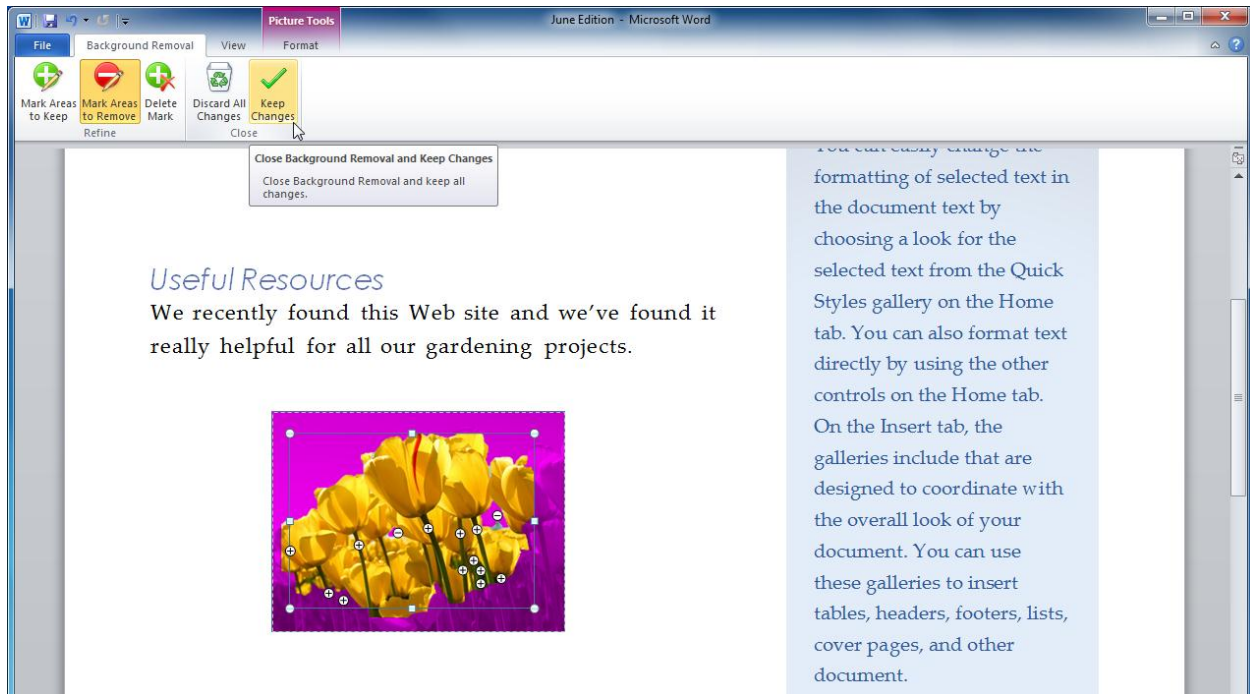 W
Picture Tools
June Edition - Microsoft Word
File
Background Removal
View
Format
Mark Areas to Keep
Mark Areas to Remove
Delete Mark
Discard All Changes
Keep Changes
Refine
Close
Close Background Removal and Keep Changes
Close Background Removal and keep all
changes.
Useful Resources
We recently found this Web site and we've found it
really helpful for all our gardening projects.
You can easily change the
formatting of selected text in
the document text by
choosing a look for the
selected text from the Quick
Styles gallery on the Home
tab. You can also format text
directly by using the other
controls on the Home tab.
On the Insert tab, the
galleries include that are
designed to coordinate with
the overall look of your
document. You can use
these galleries to insert
tables, headers, footers, lists,
cover pages, and other
document.